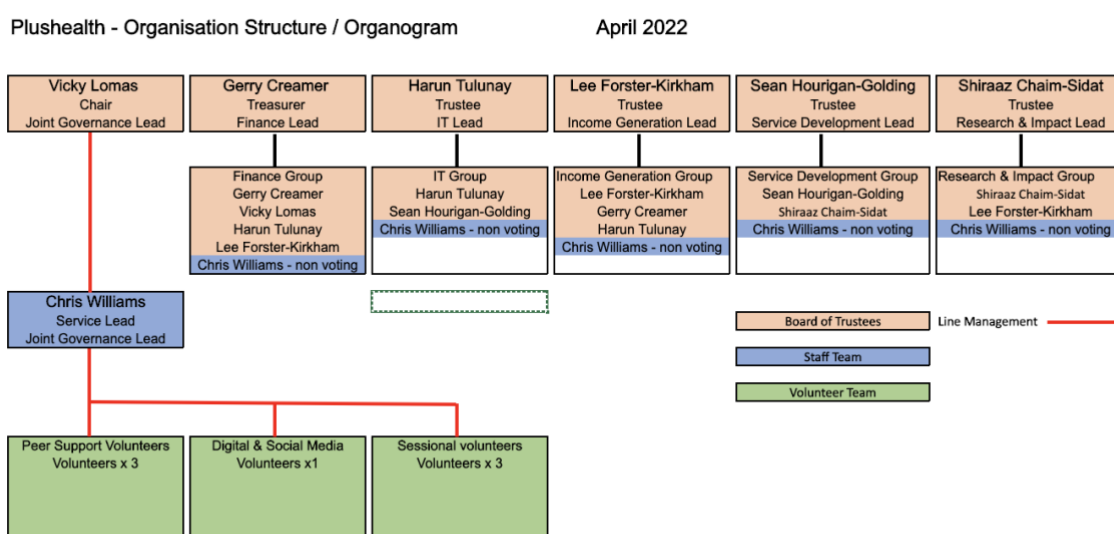 Plushealth - Organisation Structure / Organogram
April 2022
Vicky Lomas
Chair
Joint Governance Lead
Gerry Creamer
Treasurer
Finance Lead
Harun Tulunay
Trustee
IT Lead
Lee Forster-Kirkham
Trustee
Income Generation Lead
Sean Hourigan-Golding
Trustee
Service Development Lead
Shiraaz Chaim-Sidat
Trustee
Research & Impact Lead
Finance Group
Gerry Creamer
Vicky Lomas
Harun Tulunay
Lee Forster-Kirkham
Chris Williams - non voting
IT Group
Harun Tulunay
Sean Hourigan-Golding
Chris Williams - non voting
Income Generation Group
Lee Forster-Kirkham
Gerry Creamer
Harun Tulunay
Chris Williams - non voting
Service Development Group
Sean Hourigan-Golding
Shiraaz Chaim-Sidat
Chris Williams - non voting
Research & Impact Group
Shiraaz Chaim-Sidat
Lee Forster-Kirkham
Chris Williams - non voting
Chris Williams
Service Lead
Joint Governance Lead
Board of Trustees
Line Management
Staff Team
Volunteer Team
Peer Support Volunteers
Volunteers x 3
Digital & Social Media
Volunteers x1
Sessional volunteers
Volunteers x 3